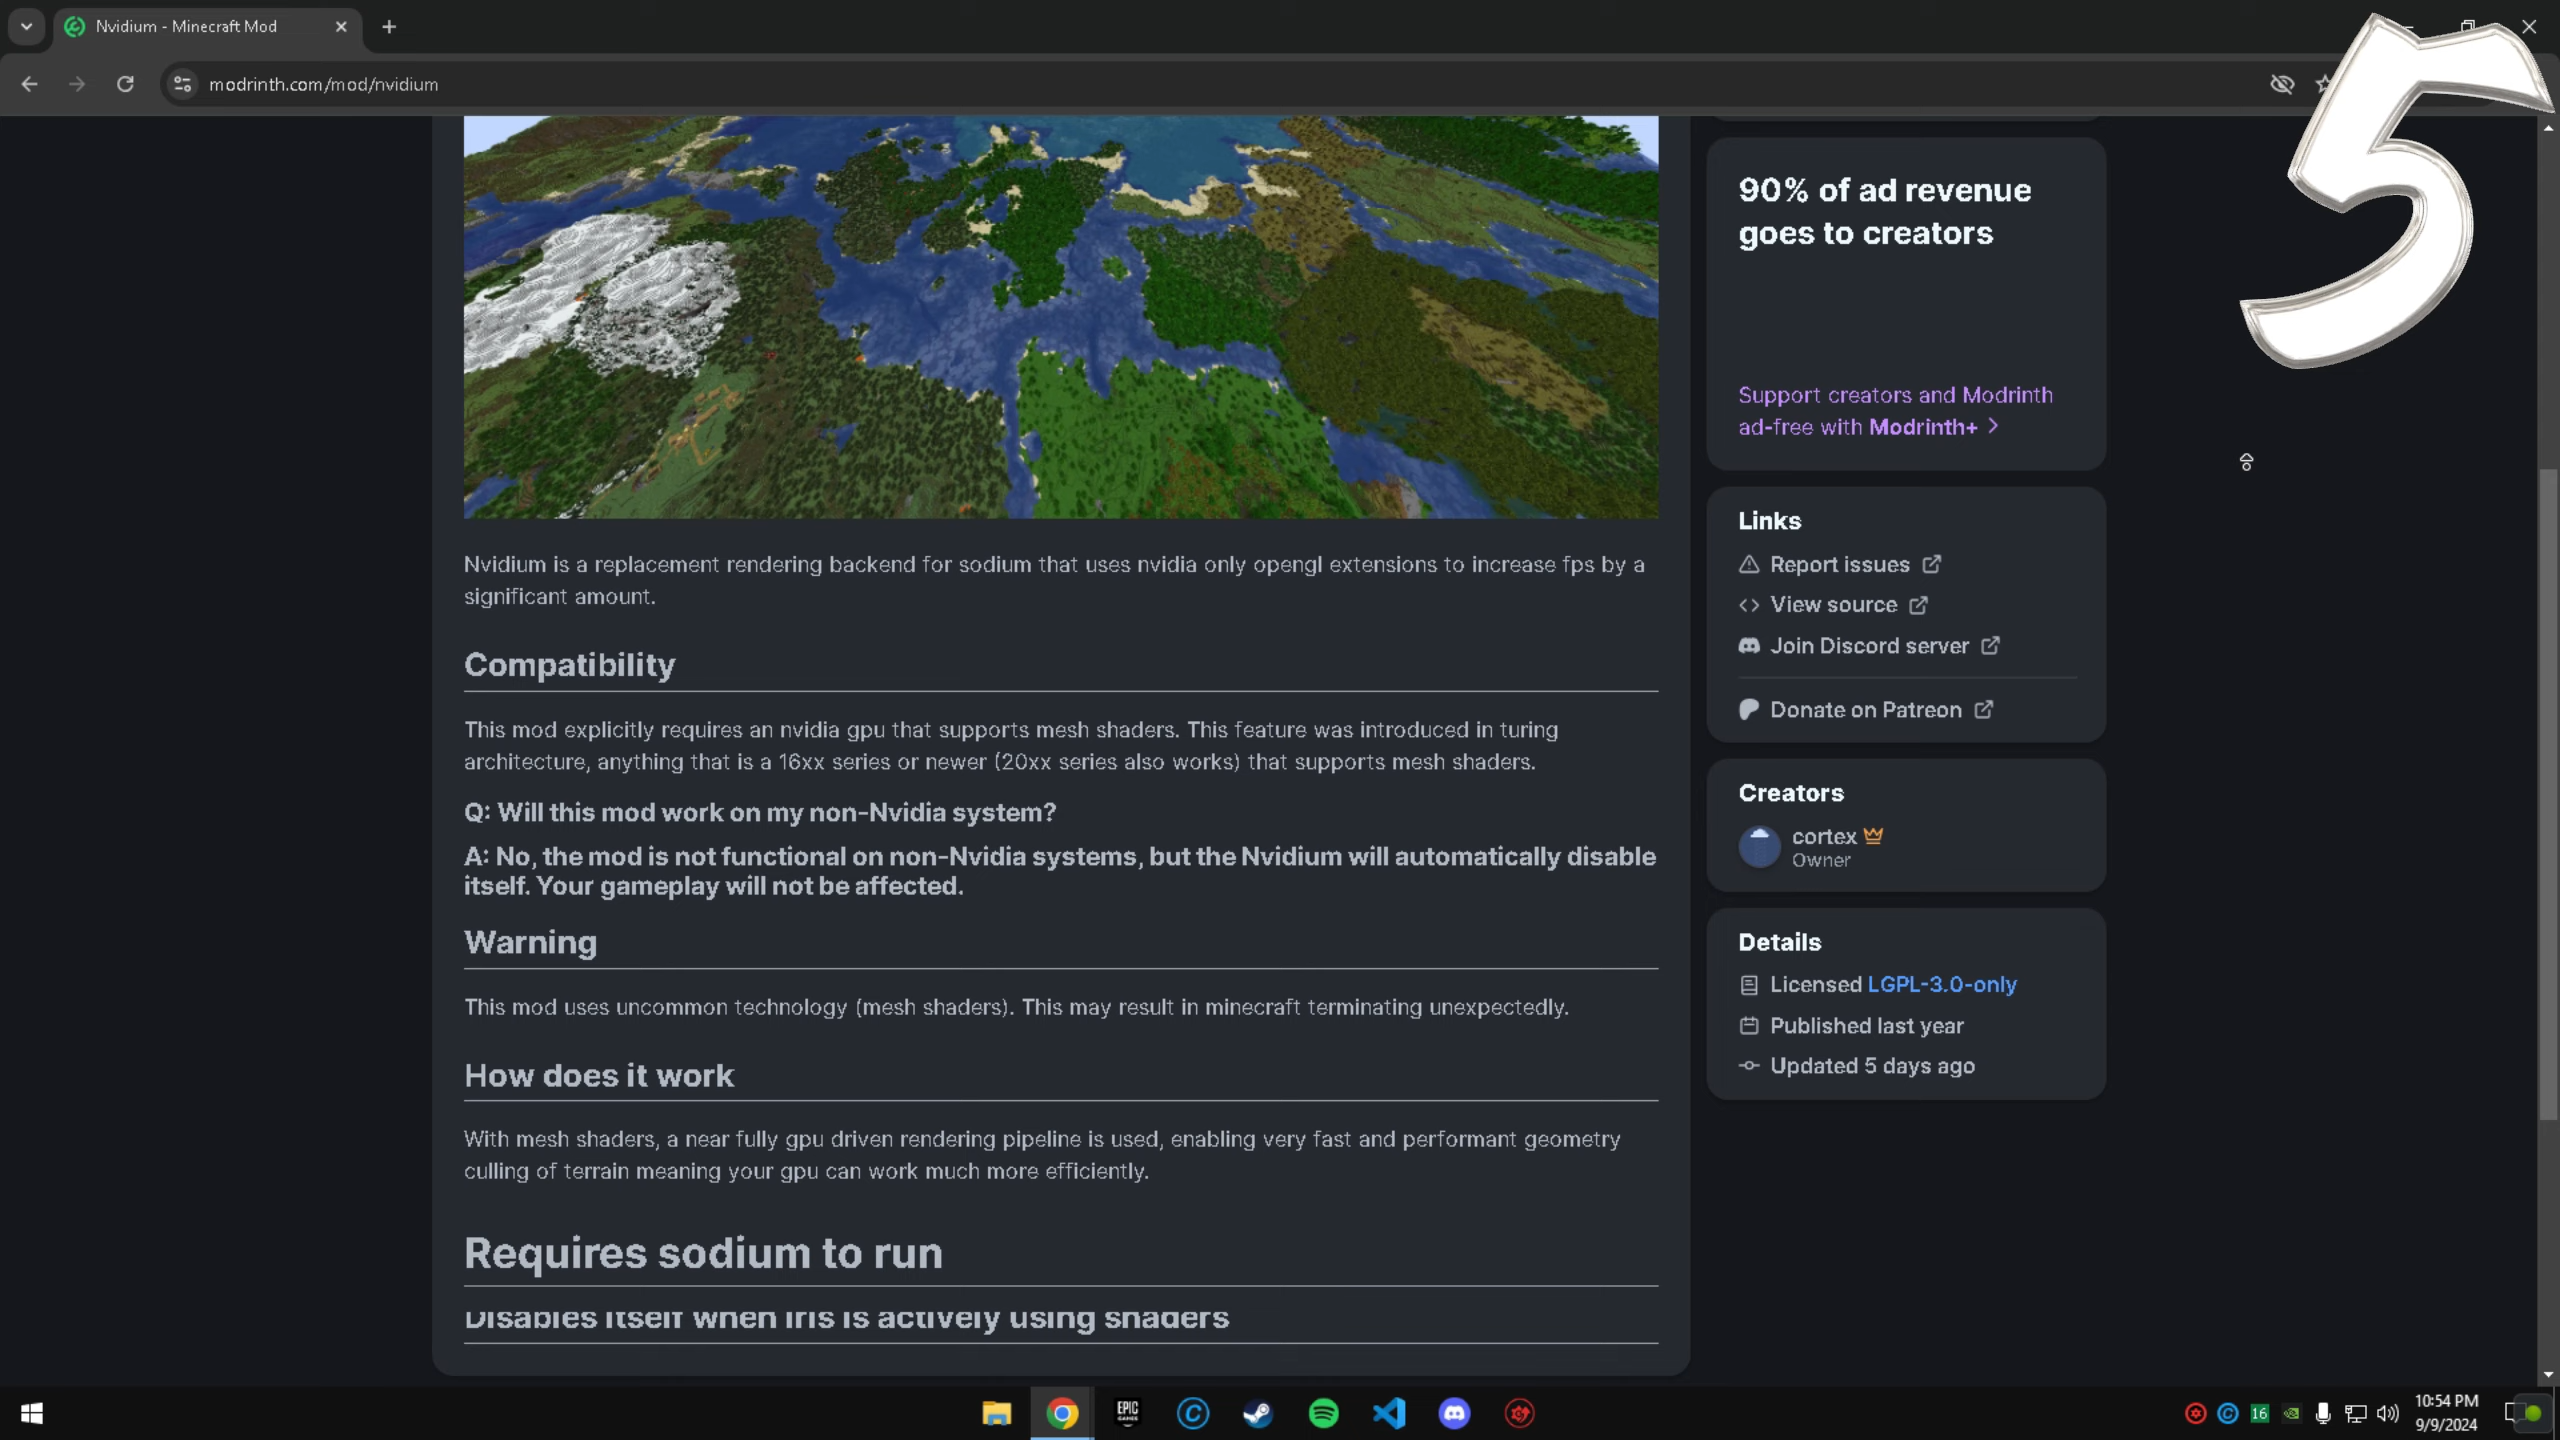 Nvidium - Minecraft Mod
modrinth.com/mod/nvidium
5
90% of ad revenue
goes to creators
Support creators and Modrinth
ad-free with Modrinth+
Links
Report issues
View source
Join Discord server
Donate on Patreon
Creators
cortex
Owner
Details
Licensed LGPL-3.0-only
Published last year
Updated 5 days ago
Nvidium is a replacement rendering backend for sodium that uses nvidia only opengl extensions to increase fps by a
significant amount.
Compatibility
This mod explicitly requires an nvidia gpu that supports mesh shaders. This feature was introduced in turing
architecture, anything that is a 16xx series or newer (20xx series also works) that supports mesh shaders.
Q: Will this mod work on my non-Nvidia system?
A: No, the mod is not functional on non-Nvidia systems, but the Nvidium will automatically disable
itself. Your gameplay will not be affected.
Warning
This mod uses uncommon technology (mesh shaders). This may result in minecraft terminating unexpectedly.
How does it work
With mesh shaders, a near fully gpu driven rendering pipeline is used, enabling very fast and performant geometry
culling of terrain meaning your gpu can work much more efficiently.
Requires sodium to run
Disables itself when iris is actively using shaders
EPIC
GAMES
16
10:54 PM
9/9/2024